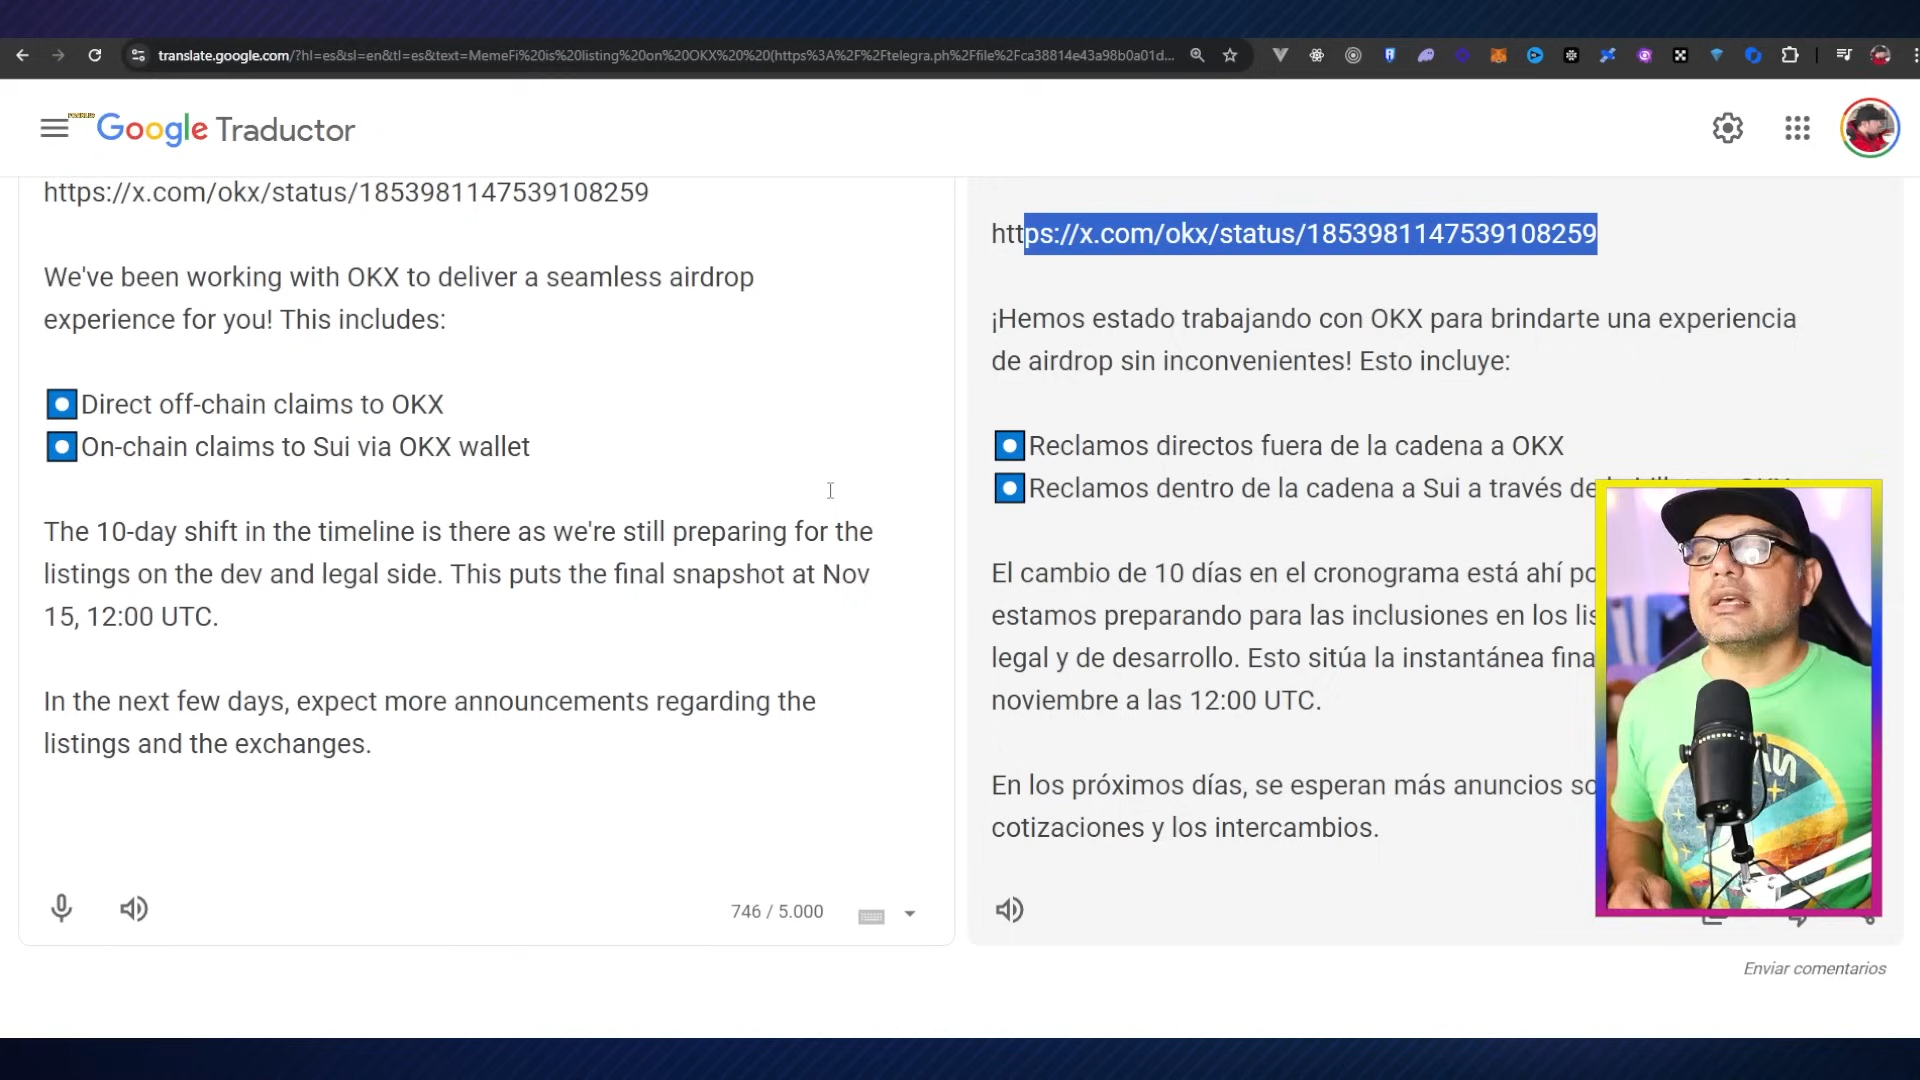 translate.google.com/?hl=es&sl=en&tl=es&text=MemeFi%20is%20listing%20on%20OKX%20%20(https%3A%2F%2Ftelegra.ph%2Ffile%2Fca38814e43a98b0a01d...
Google Traductor
https://x.com/okx/status/1853981147539108259
We've been working with OKX to deliver a seamless airdrop
experience for you! This includes:
Direct off-chain claims to OKX
On-chain claims to Sui via OKX wallet
The 10-day shift in the timeline is there as we're still preparing for the
listings on the dev and legal side. This puts the final snapshot at Nov
15, 12:00 UTC.
In the next few days, expect more announcements regarding the
listings and the exchanges.
746 / 5.000
https://x.com/okx/status/1853981147539108259
¡Hemos estado trabajando con OKX para brindarte una experiencia
de airdrop sin inconvenientes! Esto incluye:
Reclamos directos fuera de la cadena a OKX
Reclamos dentro de la cadena a Sui a través de
El cambio de 10 días en el cronograma está ahí po
estamos preparando para las inclusiones en los lis
legal y de desarrollo. Esto sitúa la instantánea fina
noviembre a las 12:00 UTC.
En los próximos días, se esperan más anuncios so
cotizaciones y los intercambios.
Enviar comentarios